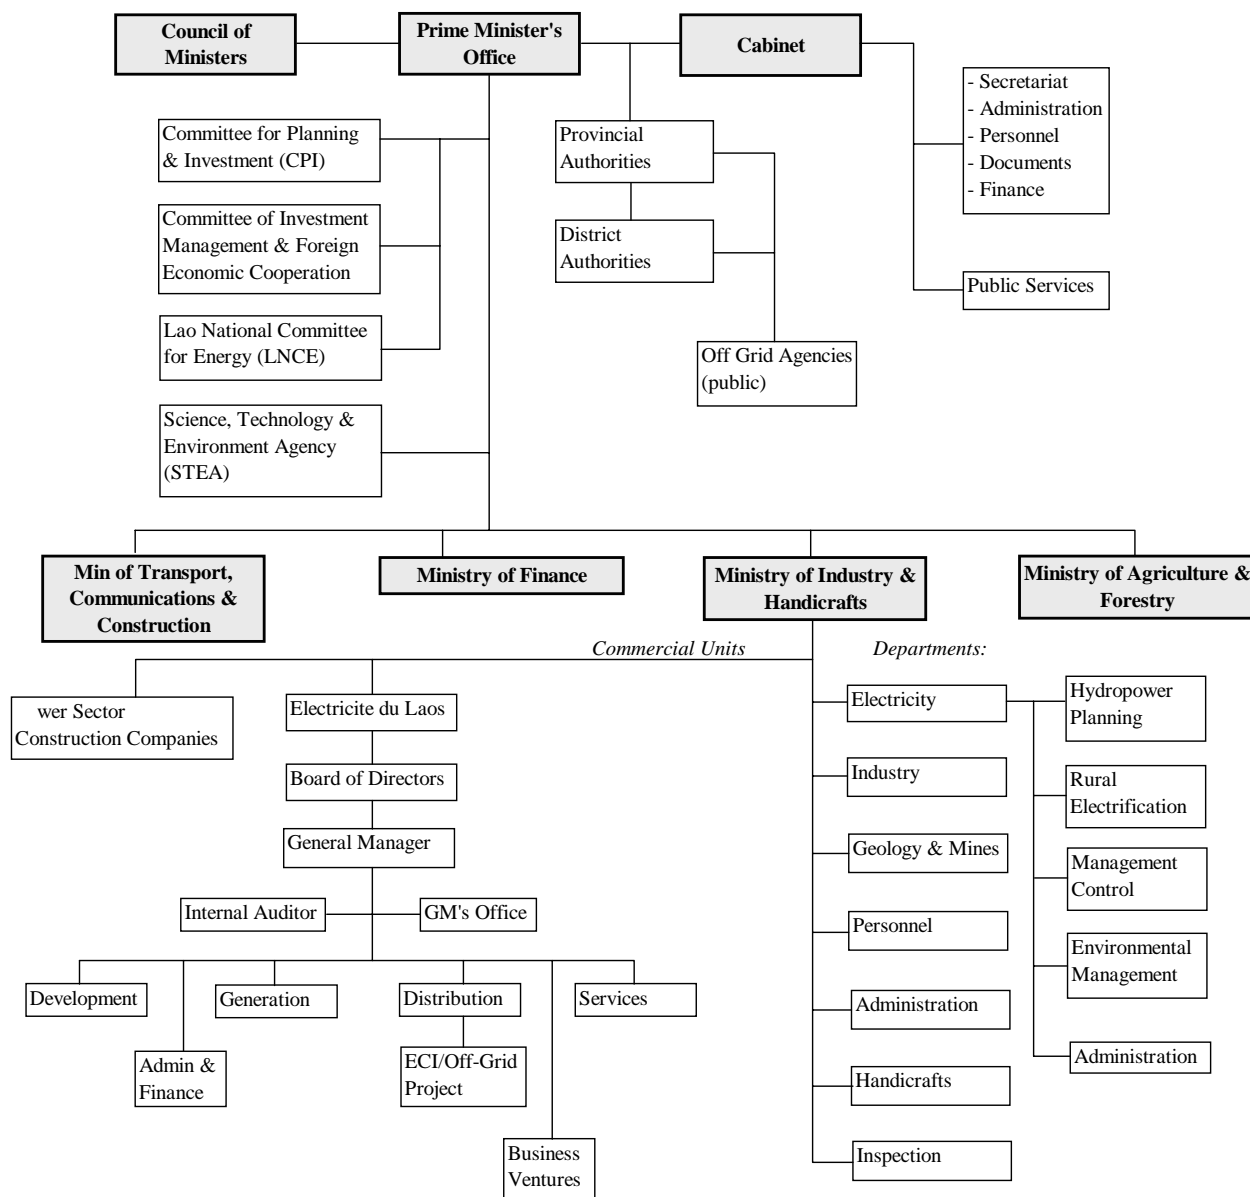 Council of
Ministers
Prime Minister's
Office
Cabinet
- Secretariat
- Administration
- Personnel
- Documents
- Finance
Committee for Planning
& Investment (CPI)
Provincial
Authorities
Committee of Investment
Management & Foreign
Economic Cooperation
District
Authorities
Public Services
Lao National Committee
for Energy (LNCE)
Off Grid Agencies
(public)
Science, Technology &
Environment Agency
(STEA)
Min of Transport,
Communications &
Construction
Ministry of Finance
Ministry of Industry &
Handicrafts
Ministry of Agriculture &
Forestry
Commercial Units
Departments:
wer Sector
Construction Companies
Electricite du Laos
Board of Directors
General Manager
Internal Auditor
GM's Office
Development
Generation
Distribution
Services
Admin &
Finance
ECI/Off-Grid
Project
Business
Ventures
Electricity
Industry
Geology & Mines
Personnel
Administration
Handicrafts
Inspection
Hydropower
Planning
Rural
Electrification
Management
Control
Environmental
Management
Administration